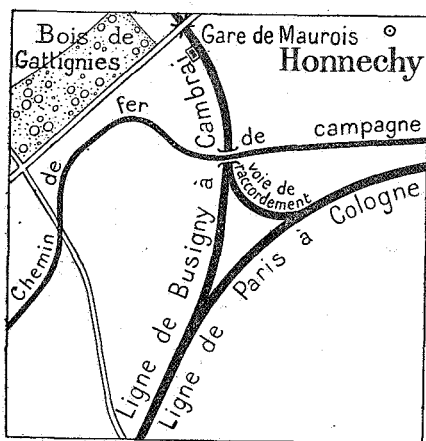 Bois de
Gattignies
Gare de Maurois
Honnechy
Chemin de fer de campagne
voie de
raccordement
Ligne de Busigny à Cambrai
Ligne de Paris à Cologne